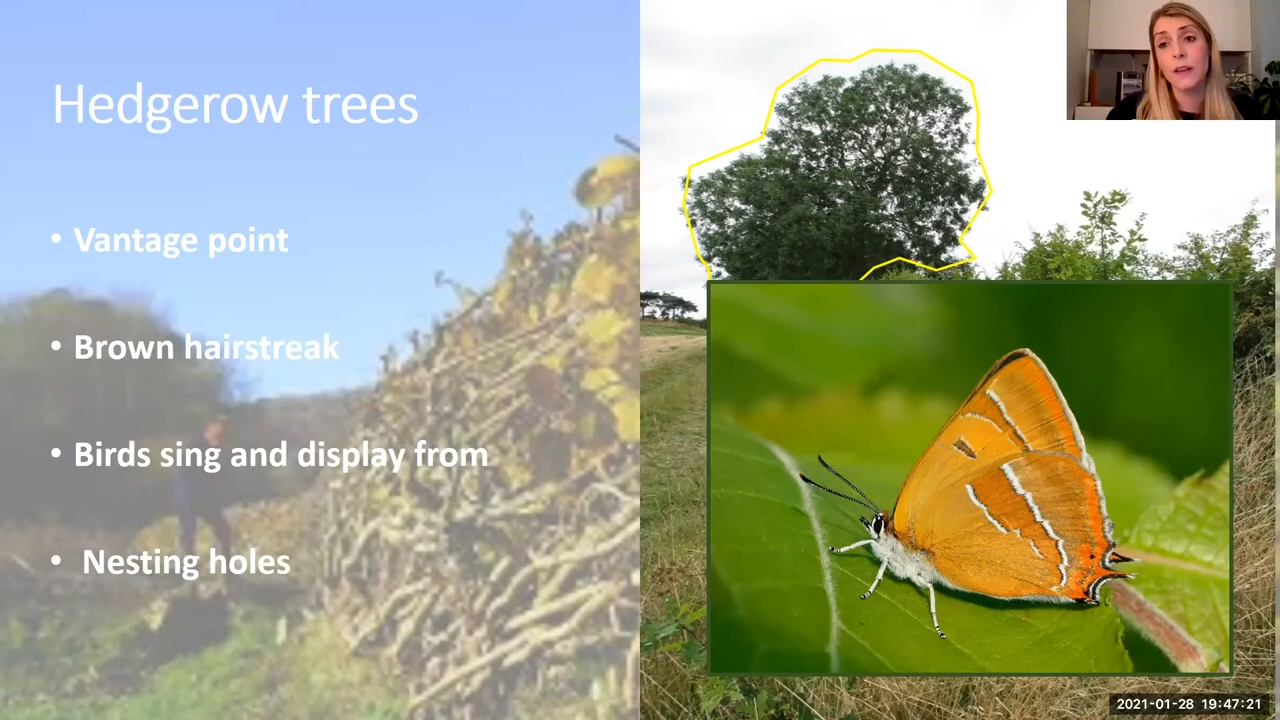 Hedgerow trees
• Vantage point
• Brown hairstreak
• Birds sing and display from
• Nesting holes
2021-01-28 19:47:21